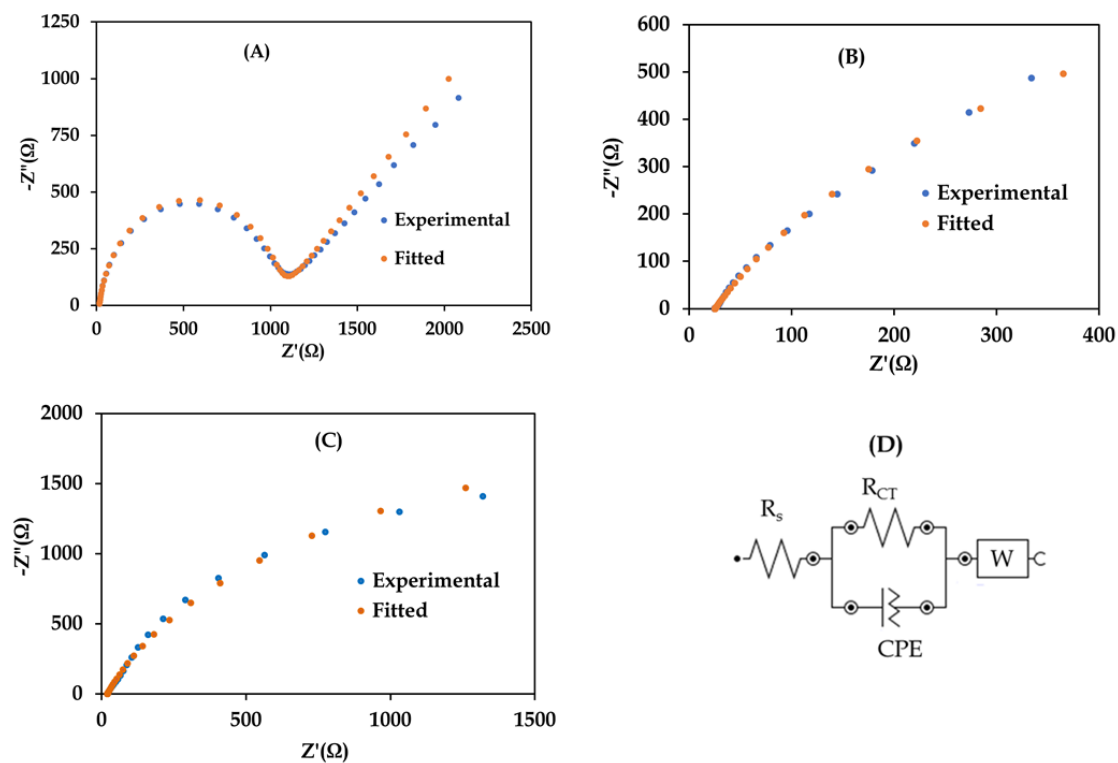 (A)
1250
1000
750
500
250
0
-Z"(Ω)
Experimental
Fitted
0 500 1000 1500 2000 2500
Z'(Ω)
(B)
600
500
400
300
200
100
0
-Z"(Ω)
Experimental
Fitted
0 100 200 300 400
Z'(Ω)
(C)
2000
1500
1000
500
0
-Z"(Ω)
Experimental
Fitted
0 500 1000 1500
Z'(Ω)
(D)
Rs
RCT
W
CPE